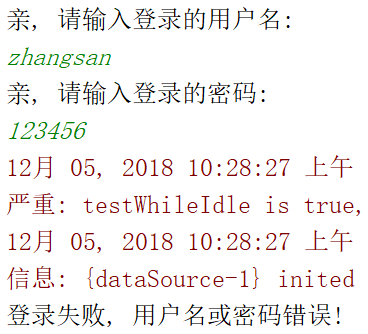 亲, 请输入登录的用户名:
zhangsan
亲, 请输入登录的密码:
123456
12月 05, 2018 10:28:27 上午
严重: testWhileIdle is true,
12月 05, 2018 10:28:27 上午
信息: {dataSource-1} inited
登录失败, 用户名或密码错误!